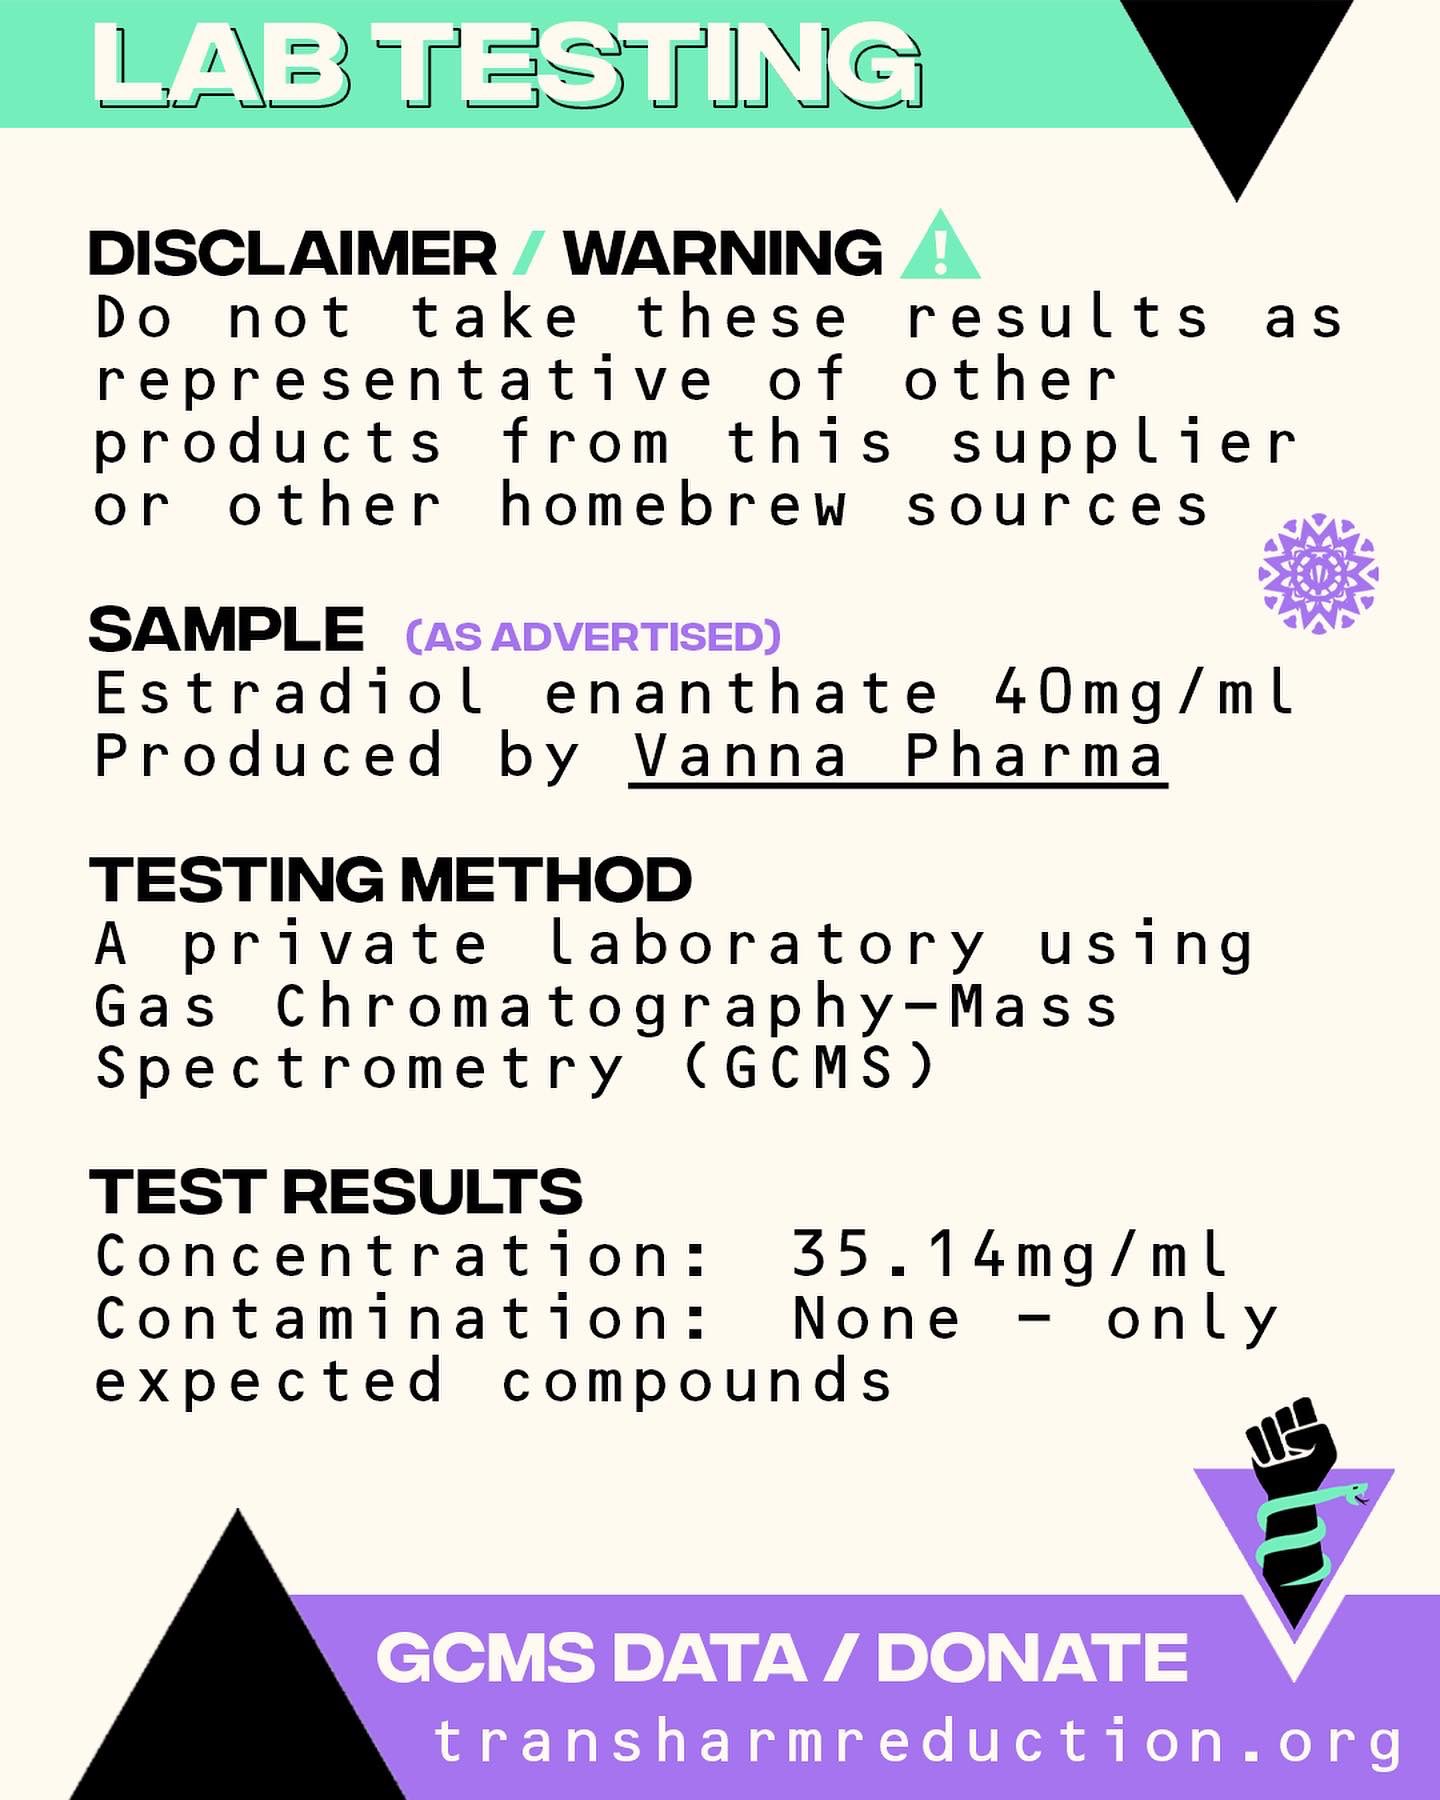 LAB TESTING
DISCLAIMER / WARNING
Do not take these results as
representative of other
products from this supplier
or other homebrew sources
SAMPLE (AS ADVERTISED)
Estradiol enanthate 40mg/ml
Produced by Vanna Pharma
TESTING METHOD
A private laboratory using
Gas Chromatography-Mass
Spectrometry (GCMS)
TEST RESULTS
Concentration: 35.14mg/ml
Contamination: None - only
expected compounds
GCMS DATA / DONATE
transharmreduction.org